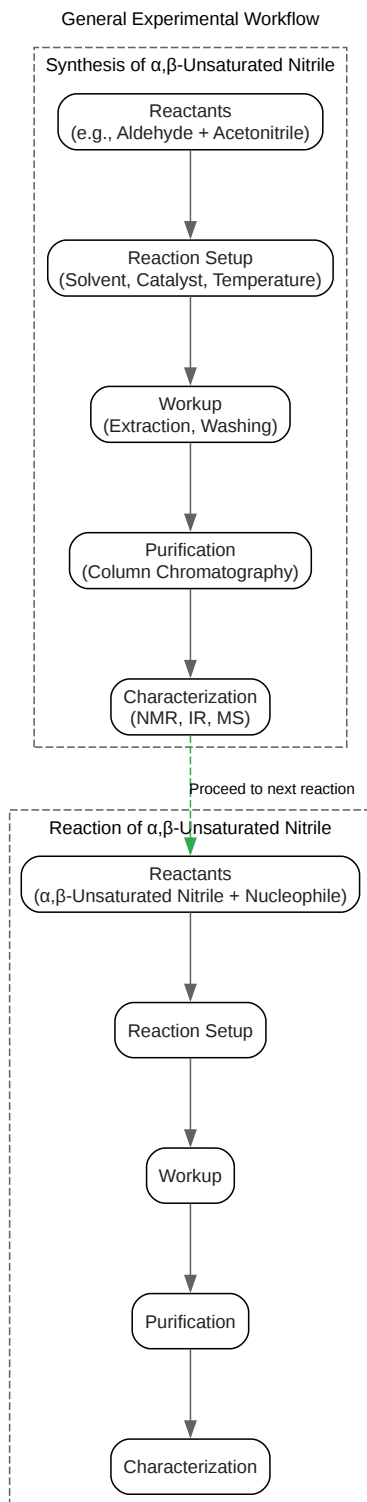 General Experimental Workflow
Synthesis of α,β-Unsaturated Nitrile
Reactants
(e.g., Aldehyde + Acetonitrile)
Reaction Setup
(Solvent, Catalyst, Temperature)
Workup
(Extraction, Washing)
Purification
(Column Chromatography)
Characterization
(NMR, IR, MS)
Proceed to next reaction
Reaction of α,β-Unsaturated Nitrile
Reactants
(α,β-Unsaturated Nitrile + Nucleophile)
Reaction Setup
Workup
Purification
Characterization